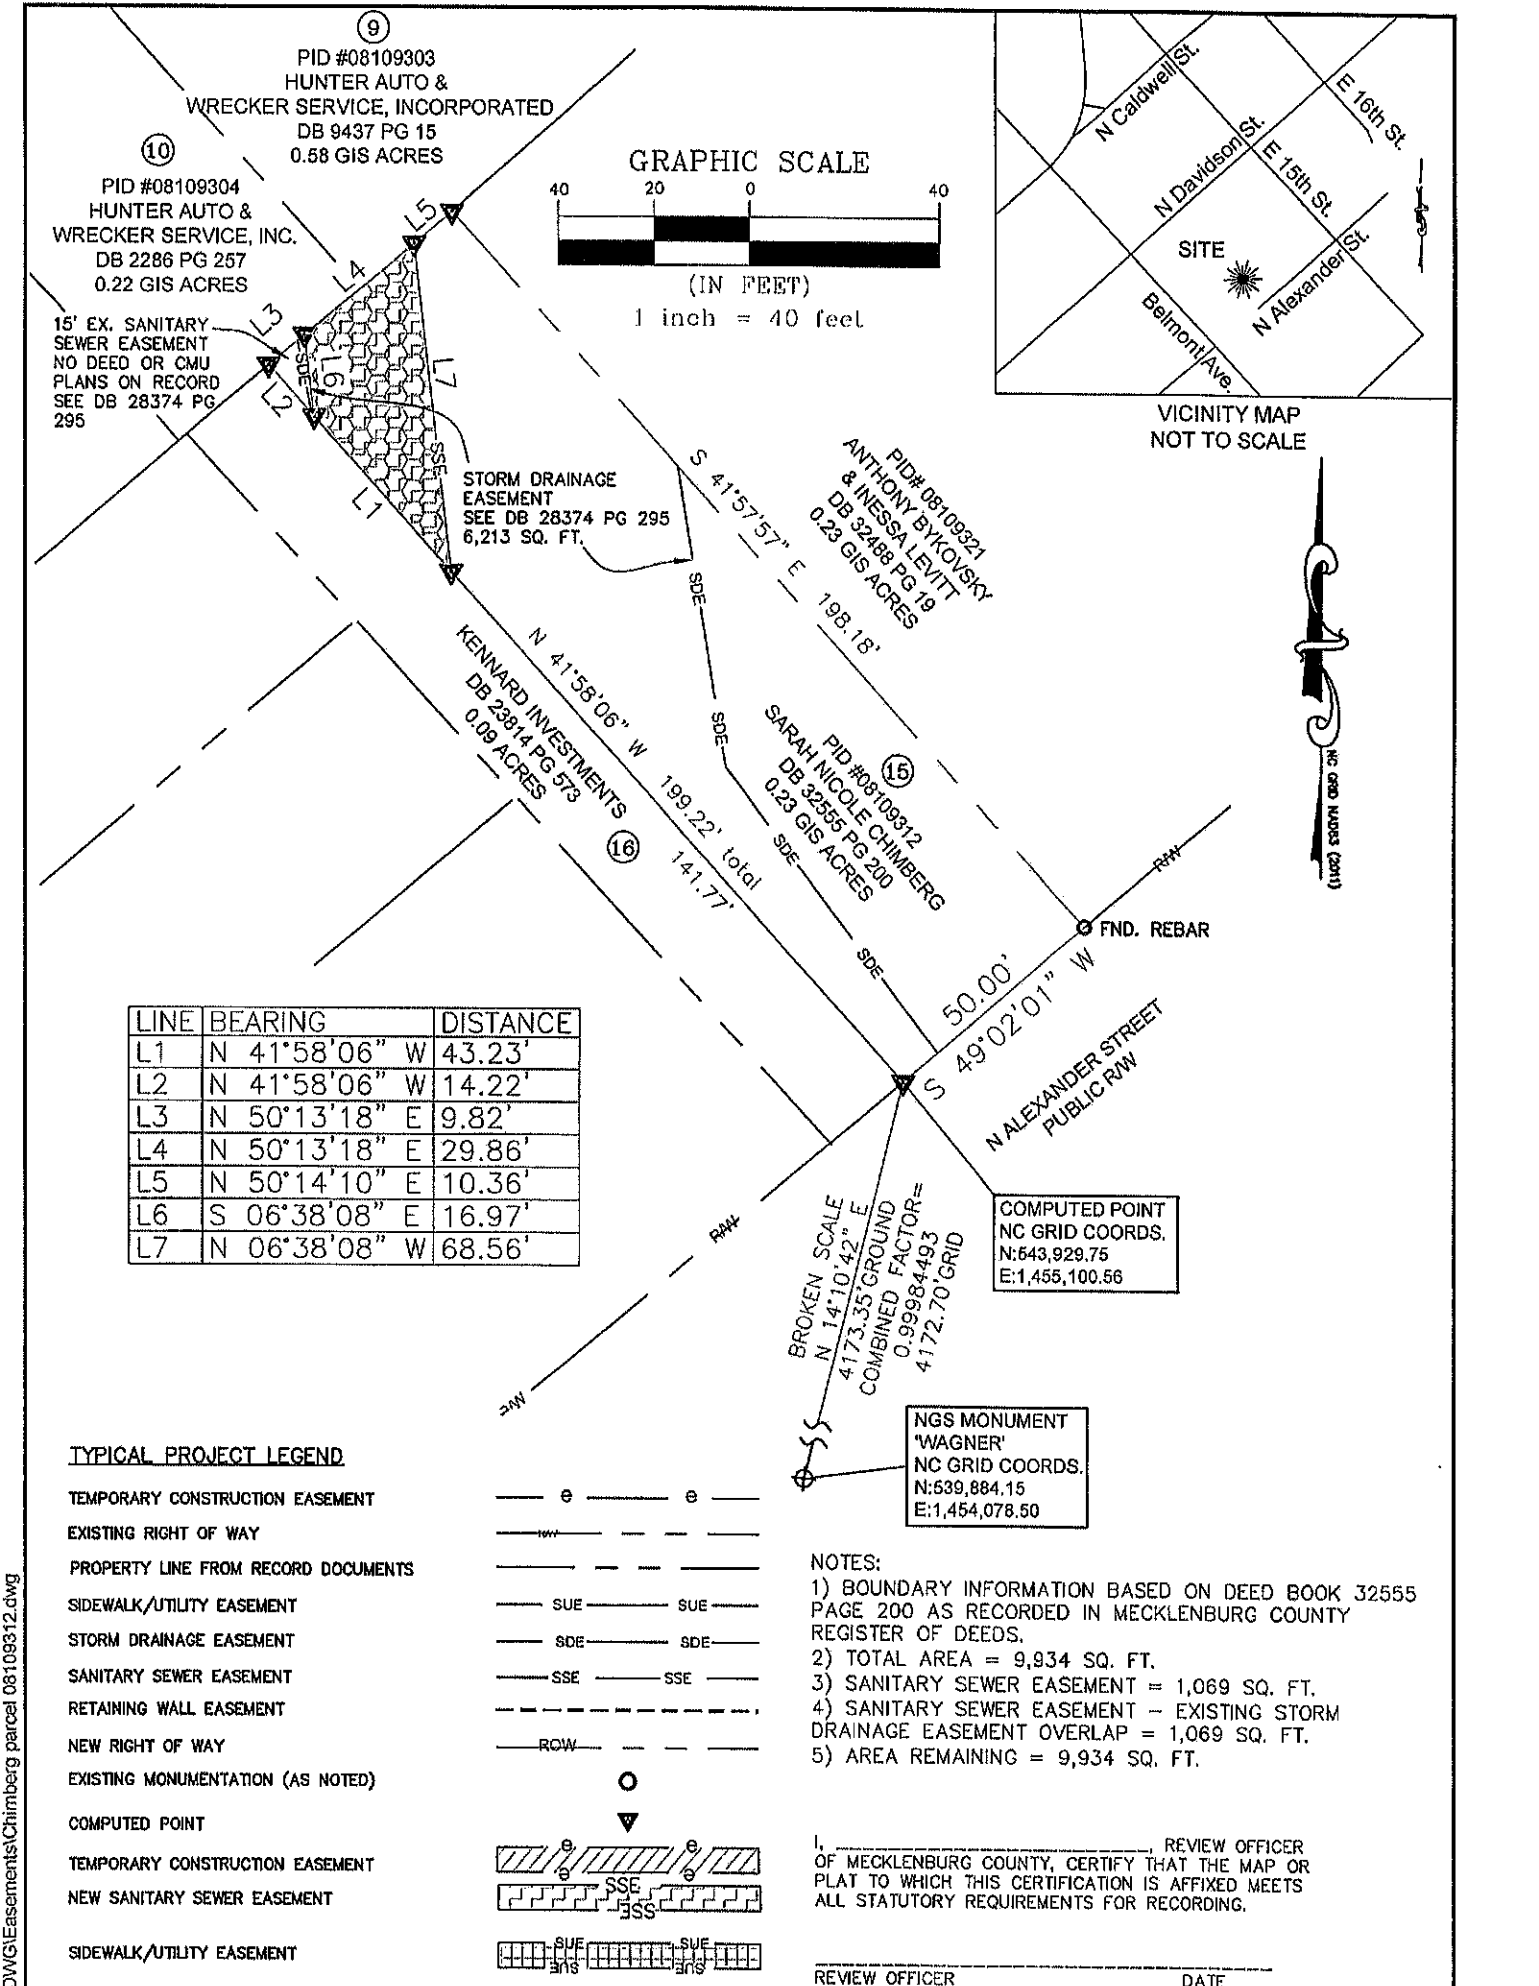 9
PID #08109303
HUNTER AUTO &
WRECKER SERVICE, INCORPORATED
DB 9437 PG 15
0.58 GIS ACRES
10
PID #08109304
HUNTER AUTO &
WRECKER SERVICE, INC.
DB 2286 PG 257
0.22 GIS ACRES
15' EX. SANITARY
SEWER EASEMENT
NO DEED OR CMU
PLANS ON RECORD
SEE DB 28374 PG
295
L5
L4
L3
L2
L6
L7
L1
SDE
SSE
GRAPHIC SCALE
40 20 0 40
(IN FEET)
1 inch = 40 feet
N Caldwell St.
E 16th St.
N Davidson St.
E 15th St.
SITE
N Alexander St.
Belmont Ave.
VICINITY MAP
NOT TO SCALE
STORM DRAINAGE
EASEMENT
SEE DB 28374 PG 295
6,213 SQ. FT.
S 41°57'57" E 198.18'
PID# 08109321
ANTHONY BYKOVSKY
& INESSA LEVITT
DB 32488 PG 19
0.23 GIS ACRES
NC GRID NAD83 (2011)
SDE
SDE
SDE
SDE
N 41°58'06" W 199.22' total
141.77'
KENNARD INVESTMENTS
DB 23814 PG 573
0.09 ACRES
16
15
PID #08109312
SARAH NICOLE CHIMBERG
DB 32555 PG 200
0.23 GIS ACRES
R/W
FND. REBAR
50.00'
S 49°02'01" W
N ALEXANDER STREET
PUBLIC R/W
LINE BEARING DISTANCE
L1 N 41°58'06" W 43.23'
L2 N 41°58'06" W 14.22'
L3 N 50°13'18" E 9.82'
L4 N 50°13'18" E 29.86'
L5 N 50°14'10" E 10.36'
L6 S 06°38'08" E 16.97'
L7 N 06°38'08" W 68.56'
R/W
R/W
COMPUTED POINT
NC GRID COORDS.
N:543,929.75
E:1,455,100.56
BROKEN SCALE
N 14°10'42" E
4173.35'GROUND
COMBINED FACTOR=
0.99984493
4172.70'GRID
NGS MONUMENT
'WAGNER'
NC GRID COORDS.
N:539,884.15
E:1,454,078.50
TYPICAL PROJECT LEGEND
TEMPORARY CONSTRUCTION EASEMENT e e
EXISTING RIGHT OF WAY R/W
PROPERTY LINE FROM RECORD DOCUMENTS
SIDEWALK/UTILITY EASEMENT SUE SUE
STORM DRAINAGE EASEMENT SDE SDE
SANITARY SEWER EASEMENT SSE SSE
RETAINING WALL EASEMENT
NEW RIGHT OF WAY ROW
EXISTING MONUMENTATION (AS NOTED)
COMPUTED POINT
TEMPORARY CONSTRUCTION EASEMENT e e e e
NEW SANITARY SEWER EASEMENT SSE SSE
SIDEWALK/UTILITY EASEMENT SUE SUE SUE SUE
NOTES:
1) BOUNDARY INFORMATION BASED ON DEED BOOK 32555
PAGE 200 AS RECORDED IN MECKLENBURG COUNTY
REGISTER OF DEEDS.
2) TOTAL AREA = 9,934 SQ. FT.
3) SANITARY SEWER EASEMENT = 1,069 SQ. FT.
4) SANITARY SEWER EASEMENT – EXISTING STORM
DRAINAGE EASEMENT OVERLAP = 1,069 SQ. FT.
5) AREA REMAINING = 9,934 SQ. FT.
I, ____________________, REVIEW OFFICER
OF MECKLENBURG COUNTY, CERTIFY THAT THE MAP OR
PLAT TO WHICH THIS CERTIFICATION IS AFFIXED MEETS
ALL STATUTORY REQUIREMENTS FOR RECORDING.
REVIEW OFFICER DATE
DWG\Easements\Chimberg parcel 08109312.dwg